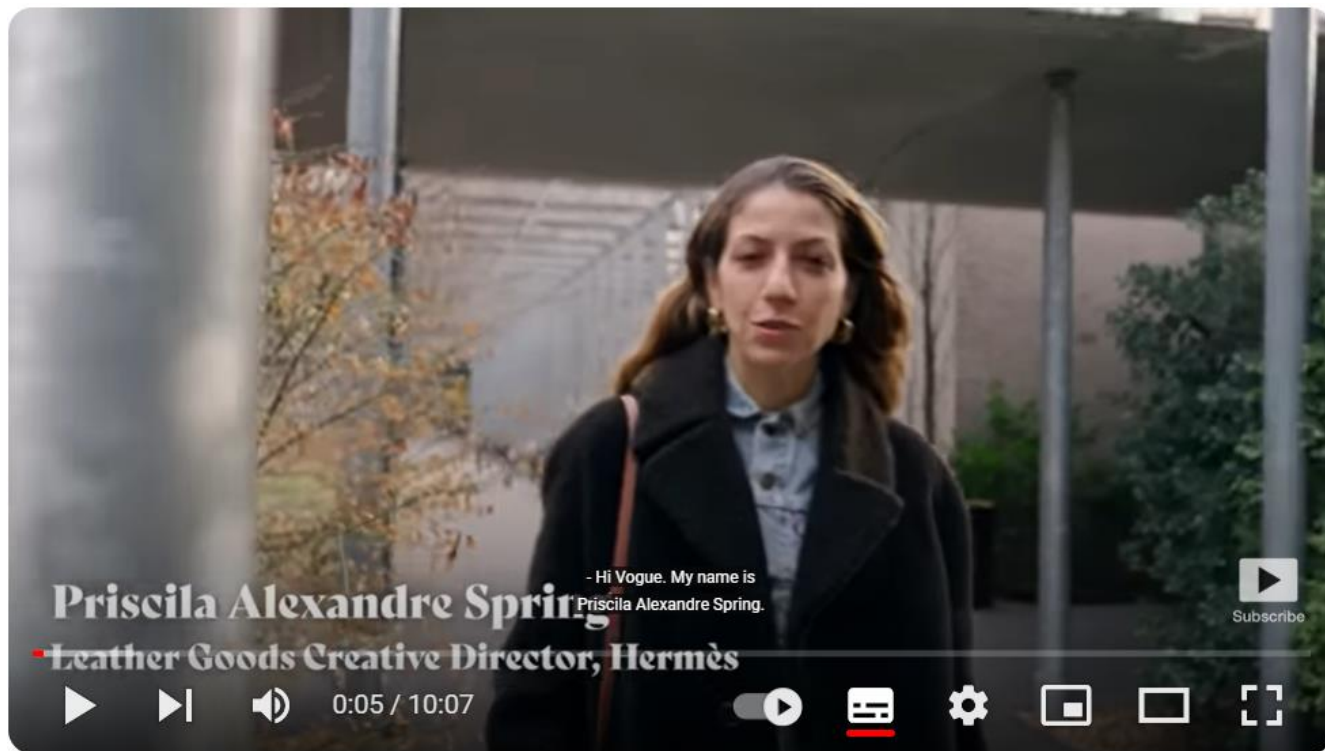 - Hi Vogue. My name is
Priscila Alexandre Spring.
Priscila Alexandre Spring
Leather Goods Creative Director, Hermès
Subscribe
0:05 / 10:07